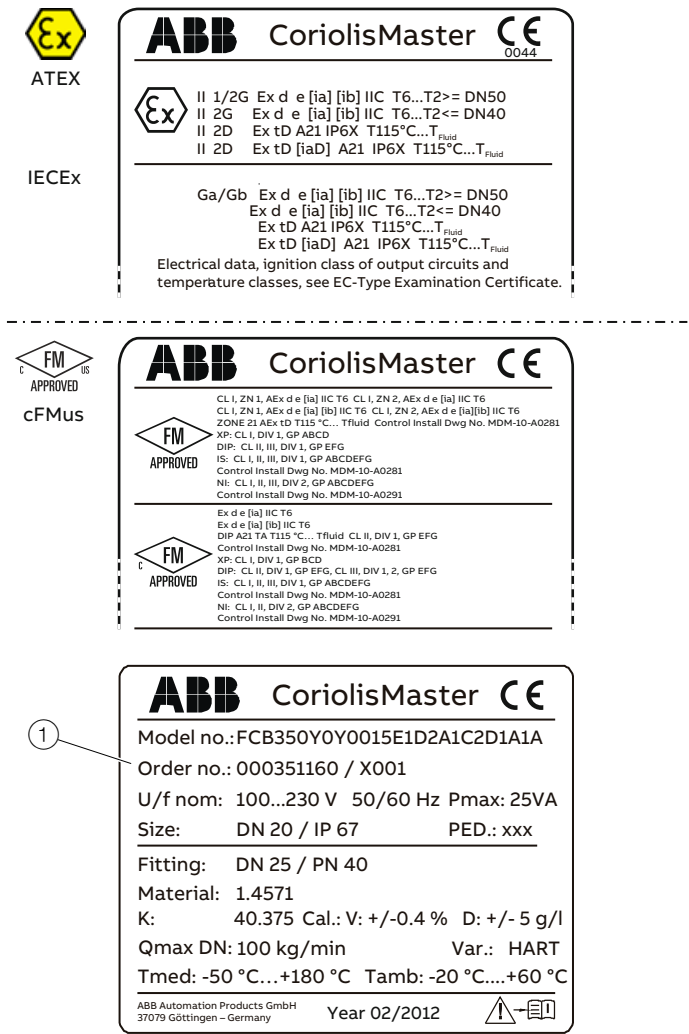 Ex
ATEX
ABB CoriolisMaster CE
0044
Ex
II 1/2G Ex d e [ia] [ib] IIC T6...T2>= DN50
II 2G Ex d e [ia] [ib] IIC T6...T2<= DN40
II 2D Ex tD A21 IP6X T115°C...TFluid
II 2D Ex tD [iaD] A21 IP6X T115°C...TFluid
IECEx
Ga/Gb Ex d e [ia] [ib] IIC T6...T2>= DN50
Ex d e [ia] [ib] IIC T6...T2<= DN40
Ex tD A21 IP6X T115°C...TFluid
Ex tD [iaD] A21 IP6X T115°C...TFluid
Electrical data, ignition class of output circuits and
temperature classes, see EC-Type Examination Certificate.
C FM US
APPROVED
cFMus
ABB CoriolisMaster CE
FM
APPROVED
CL I, ZN 1, AEx d e [ia] IIC T6 CL I, ZN 2, AEx d e [ia] IIC T6
CL I, ZN 1, AEx d e [ia] [ib] IIC T6 CL I, ZN 2, AEx d e [ia][ib] IIC T6
ZONE 21 AEx tD T115 °C... Tfluid Control Install Dwg No. MDM-10-A0281
XP: CL I, DIV 1, GP ABCD
DIP: CL II, III, DIV 1, GP EFG
IS: CL I, II, III, DIV 1, GP ABCDEFG
Control Install Dwg No. MDM-10-A0281
NI: CL I, II, III, DIV 2, GP ABCDEFG
Control Install Dwg No. MDM-10-A0291
C FM
APPROVED
Ex d e [ia] IIC T6
Ex d e [ia] [ib] IIC T6
DIP A21 TA T115 °C... Tfluid CL II, DIV 1, GP EFG
Control Install Dwg No. MDM-10-A0281
XP: CL I, DIV 1, GP BCD
DIP: CL II, DIV 1, GP EFG, CL III, DIV 1, 2, GP EFG
IS: CL I, II, III, DIV 1, GP ABCDEFG
Control Install Dwg No. MDM-10-A0281
NI: CL I, II, DIV 2, GP ABCDEFG
Control Install Dwg No. MDM-10-A0291
ABB CoriolisMaster CE
1
Model no.: FCB350Y0Y0015E1D2A1C2D1A1A
Order no.: 000351160 / X001
U/f nom: 100...230 V 50/60 Hz Pmax: 25VA
Size: DN 20 / IP 67 PED.: xxx
Fitting: DN 25 / PN 40
Material: 1.4571
K: 40.375 Cal.: V: +/-0.4 % D: +/- 5 g/l
Qmax DN: 100 kg/min Var.: HART
Tmed: -50 °C...+180 °C Tamb: -20 °C....+60 °C
ABB Automation Products GmbH
37079 Göttingen – Germany
Year 02/2012